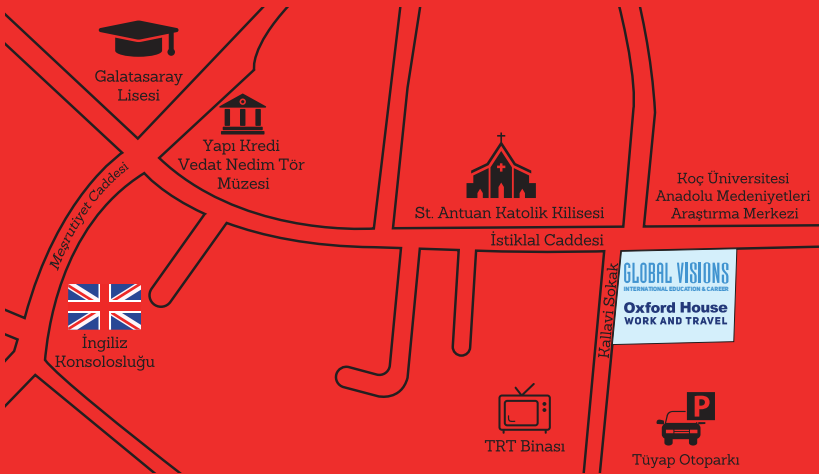 Galatasaray
Lisesi
Yapı Kredi
Vedat Nedim Tör
Müzesi
Meşrutiyet Caddesi
St. Antuan Katolik Kilisesi
Koç Üniversitesi
Anadolu Medeniyetleri
Araştırma Merkezi
İstiklal Caddesi
Kallavi Sokak
GLOBAL VISIONS
INTERNATIONAL EDUCATION & CAREER
Oxford House
WORK AND TRAVEL
İngiliz
Konsolosluğu
TRT Binası
P
Tüyap Otoparkı